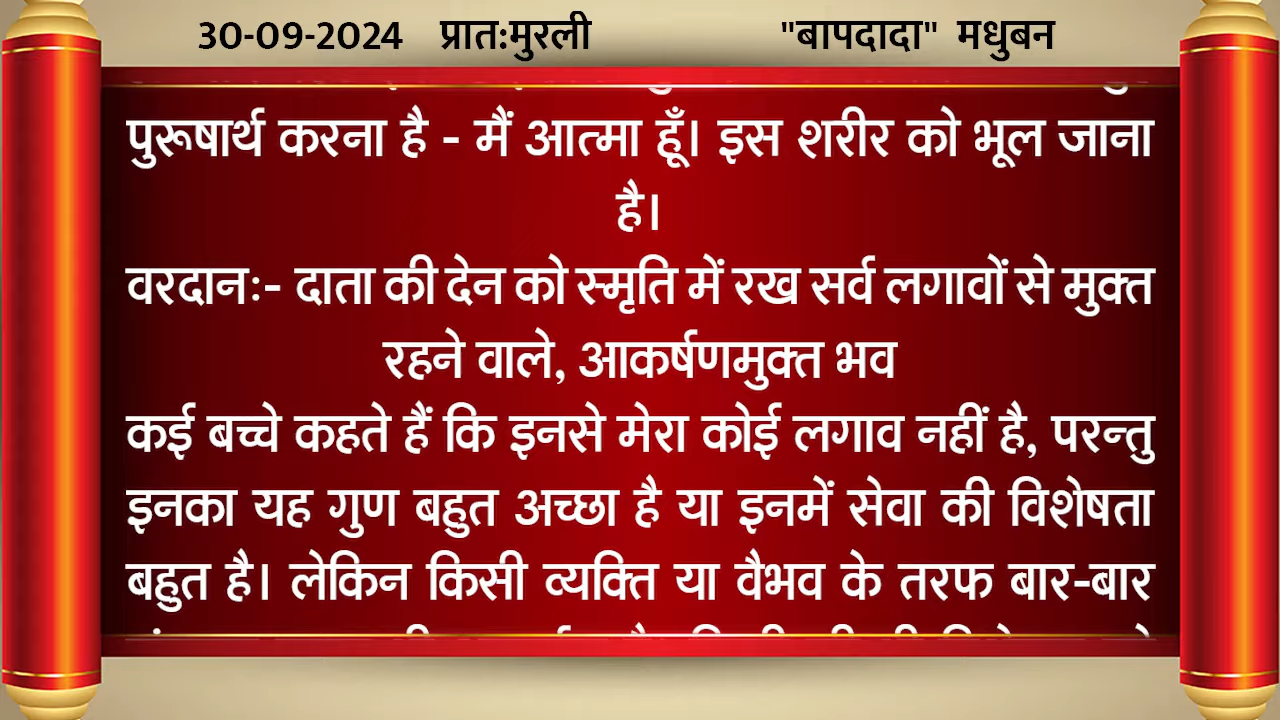 30-09-2024 प्रात:मुरली "बापदादा" मधुबन
पुरूषार्थ करना है - मैं आत्मा हूँ। इस शरीर को भूल जाना
है।
वरदानः- दाता की देन को स्मृति में रख सर्व लगावों से मुक्त
रहने वाले, आकर्षणमुक्त भव
कई बच्चे कहते हैं कि इनसे मेरा कोई लगाव नहीं है, परन्तु
इनका यह गुण बहुत अच्छा है या इनमें सेवा की विशेषता
बहुत है। लेकिन किसी व्यक्ति या वैभव के तरफ बार-बार